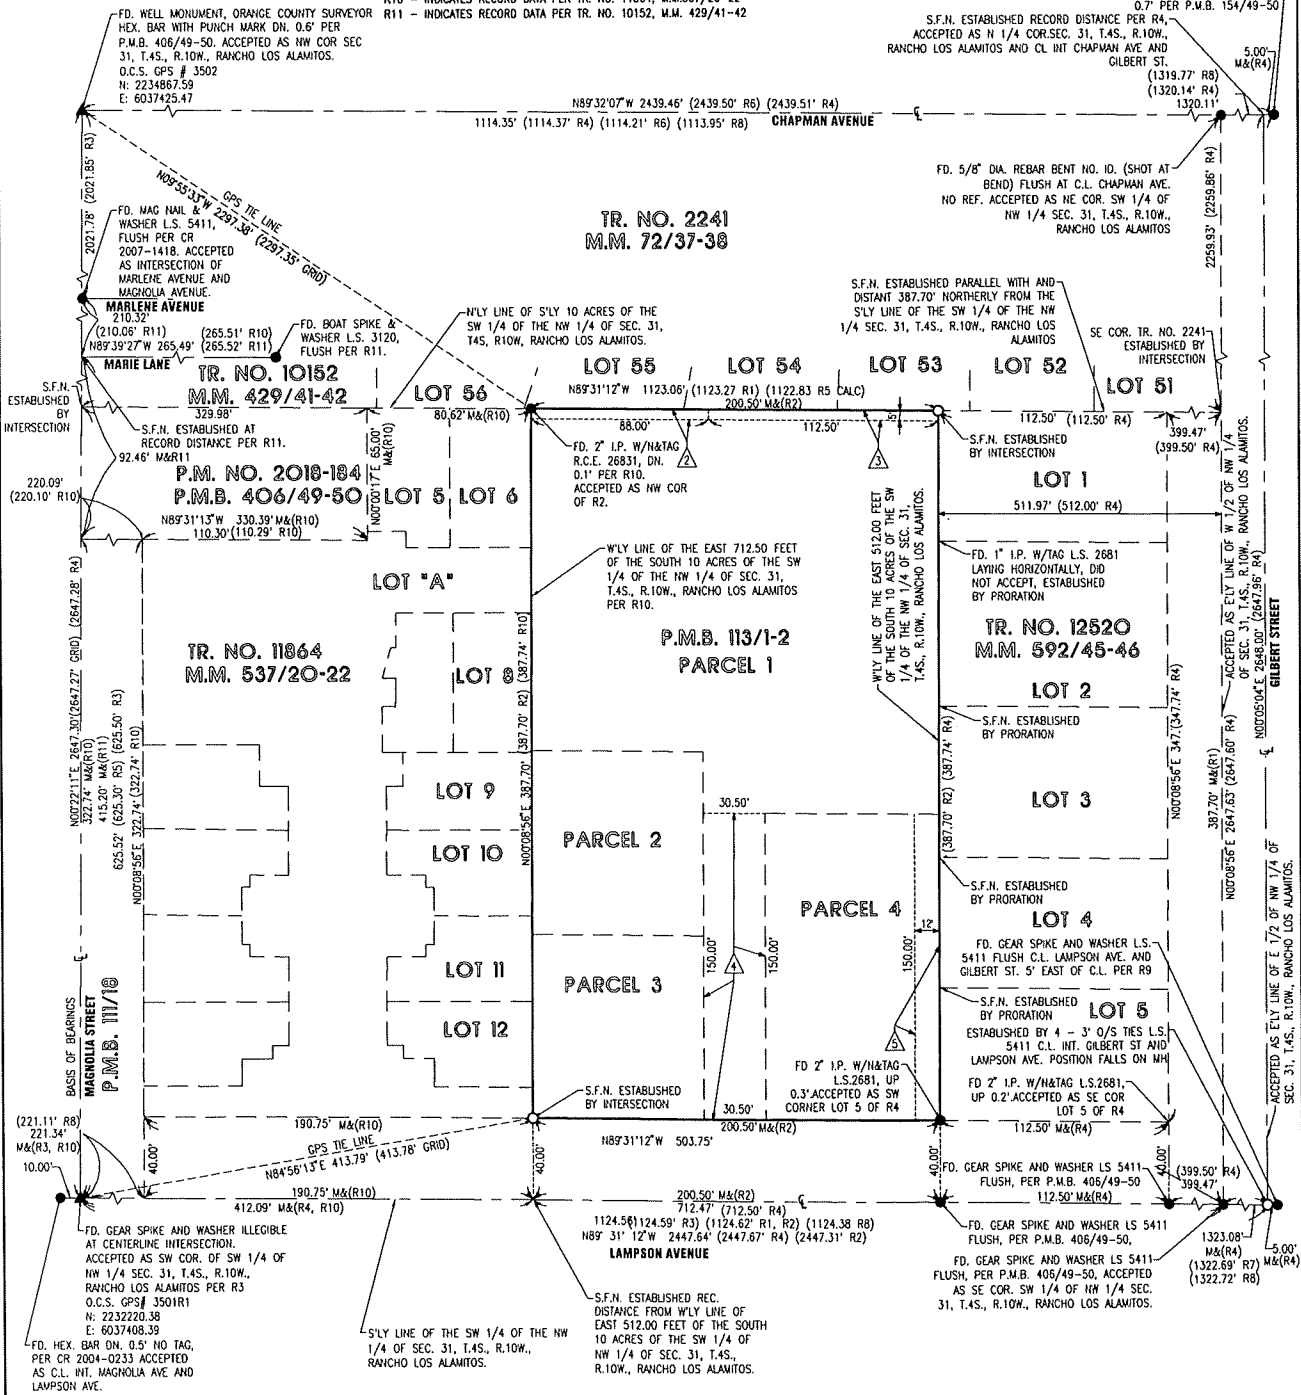 R11 – INDICATES RECORD DATA PER TR. NO. 10152, M.M. 429/41-42
0.7' PER P.M.B. 154/49-50
FD. WELL MONUMENT, ORANGE COUNTY SURVEYOR
HEX. BAR WITH PUNCH MARK DN. 0.6' PER
P.M.B. 406/49-50. ACCEPTED AS NW COR SEC
31, T.4S., R.10W., RANCHO LOS ALAMITOS.
O.C.S. GPS # 3502
N: 2234867.59
E: 6037425.47
S.F.N. ESTABLISHED RECORD DISTANCE PER R4,
ACCEPTED AS N 1/4 COR.SEC. 31, T.4S., R.10W.,
RANCHO LOS ALAMITOS AND CL INT CHAPMAN AVE AND
GILBERT ST.
(1319.77' R8)
(1320.14' R4)
1320.11'
5.00'
M&(R4)
N89°32'07"W 2439.46' (2439.50' R6) (2439.51' R4)
1114.35' (1114.37' R4) (1114.21' R6) (1113.95' R8)
CHAPMAN AVENUE
2021.78' (2021.85' R3)
GPS TIE LINE
N09°55'33"W 2297.38' (2297.35' GRID)
FD. 5/8" DIA. REBAR BENT NO. ID. (SHOT AT
BEND) FLUSH AT C.L. CHAPMAN AVE.
NO REF. ACCEPTED AS NE COR. SW 1/4 OF
NW 1/4 SEC. 31, T.4S., R.10W.,
RANCHO LOS ALAMITOS
2259.93' (2259.86' R4)
FD. MAG NAIL &
WASHER L.S. 5411,
FLUSH PER CR
2007-1418. ACCEPTED
AS INTERSECTION OF
MARLENE AVENUE AND
MAGNOLIA AVENUE.
MARLENE AVENUE
210.32'
(210.06' R11)
N89°39'27"W 265.49'
(265.51' R10)
(265.52' R11)
MARIE LANE
FD. BOAT SPIKE &
WASHER L.S. 3120,
FLUSH PER R11.
TR. NO. 2241
M.M. 72/37-38
N'LY LINE OF S'LY 10 ACRES OF THE
SW 1/4 OF THE NW 1/4 OF SEC. 31,
T4S, R10W, RANCHO LOS ALAMITOS.
S.F.N. ESTABLISHED PARALLEL WITH AND
DISTANT 387.70' NORTHERLY FROM THE
S'LY LINE OF THE SW 1/4 OF THE NW
1/4 SEC. 31, T.4S., R.10W., RANCHO LOS
ALAMITOS
SE COR. TR. NO. 2241
ESTABLISHED BY
INTERSECTION
TR. NO. 10152
M.M. 429/41-42
LOT 56
LOT 55
LOT 54
LOT 53
LOT 52
LOT 51
N89°31'12"W 1123.06' (1123.27 R1) (1122.83 R5 CALC)
S.F.N.
ESTABLISHED
BY
INTERSECTION
329.98'
80.62' M&(R10)
200.50' M&(R2)
88.00'
112.50'
5'
112.50' (112.50' R4)
399.47'
(399.50' R4)
S.F.N. ESTABLISHED AT
RECORD DISTANCE PER R11.
92.46' M&R11
220.09'
(220.10' R10)
P.M. NO. 2018-184
P.M.B. 406/49-50
N00°00'17"E 65.00'
M&(R10)
LOT 5
LOT 6
N89°31'13"W 330.39' M&(R10)
110.30'(110.29' R10)
FD. 2" I.P. W/N&TAG
R.C.E. 26831, DN.
0.1' PER R10.
ACCEPTED AS NW COR
OF R2.
2
3
S.F.N. ESTABLISHED
BY INTERSECTION
LOT 1
511.97' (512.00' R4)
W'LY LINE OF THE EAST 712.50 FEET
OF THE SOUTH 10 ACRES OF THE SW
1/4 OF THE NW 1/4 OF SEC. 31,
T.4S., R.10W., RANCHO LOS ALAMITOS
PER R10.
W'LY LINE OF THE EAST 512.00 FEET
OF THE SOUTH 10 ACRES OF THE SW
1/4 OF THE NW 1/4 OF SEC. 31,
T.4S., R.10W., RANCHO LOS ALAMITOS.
FD. 1" I.P. W/TAG L.S. 2681
LAYING HORIZONTALLY, DID
NOT ACCEPT, ESTABLISHED
BY PRORATION
LOT "A"
TR. NO. 11864
M.M. 537/20-22
LOT 8
P.M.B. 113/1-2
PARCEL 1
TR. NO. 12520
M.M. 592/45-46
LOT 2
S.F.N. ESTABLISHED
BY PRORATION
N00°22'11"E 2647.30'(2647.27' GRID) (2647.28' R4)
322.74' M&(R10)
415.20' M&(R11)
625.52' (625.30' R5) (625.50' R3)
N00°08'56"E 322.74'(322.74' R10)
N00°08'56"E 387.70' (387.70' R2) (387.74' R10)
(387.70' R2) (387.74' R4)
N00°08'56"E 347.(347.74' R4)
387.70' M&(R1)
N00°08'56"E 2647.63' (2647.60' R4)
ACCEPTED AS E'LY LINE OF W 1/2 OF NW 1/4
OF SEC. 31, T.4S., R.10W., RANCHO LOS ALAMITOS.
N00°05'04"E 2648.00' (2647.96' R4)
GILBERT STREET
ACCEPTED AS E'LY LINE OF E 1/2 OF NW 1/4 OF
SEC. 31, T.4S., R.10W., RANCHO LOS ALAMITOS.
LOT 9
LOT 10
LOT 11
LOT 12
PARCEL 2
PARCEL 3
PARCEL 4
30.50'
150.00'
150.00'
150.00'
12'
4
5
LOT 3
S.F.N. ESTABLISHED
BY PRORATION
LOT 4
FD. GEAR SPIKE AND WASHER L.S.
5411 FLUSH C.L. LAMPSON AVE. AND
GILBERT ST. 5' EAST OF C.L. PER R9
S.F.N. ESTABLISHED
BY PRORATION
LOT 5
ESTABLISHED BY 4 – 3' O/S TIES L.S.
5411 C.L. INT. GILBERT ST AND
LAMPSON AVE. POSITION FALLS ON MH
BASIS OF BEARINGS
MAGNOLIA STREET
P.M.B. 111/18
FD 2" I.P. W/N&TAG
L.S.2681, UP
0.3'.ACCEPTED AS SW
CORNER LOT 5 OF R4
FD 2" I.P. W/N&TAG L.S.2681,
UP 0.2'.ACCEPTED AS SE COR
LOT 5 OF R4
S.F.N. ESTABLISHED
BY INTERSECTION
(221.11' R8)
221.34'
M&(R3, R10)
10.00'
190.75' M&(R10)
30.50'
200.50' M&(R2)
112.50' M&(R4)
N89°31'12"W 503.75'
GPS TIE LINE
N84°56'13"E 413.79' (413.78' GRID)
40.00'
40.00'
40.00'
40.00'
FD. GEAR SPIKE AND WASHER LS 5411
FLUSH, PER P.M.B. 406/49-50
(399.50' R4)
399.47'
190.75' M&(R10)
412.09' M&(R4, R10)
200.50' M&(R2)
712.47' (712.50' R4)
112.50' M&(R4)
1124.56'(1124.59' R3) (1124.62' R1, R2) (1124.38' R8)
N89° 31' 12"W 2447.64' (2447.67' R4) (2447.31' R2)
LAMPSON AVENUE
FD. GEAR SPIKE AND WASHER LS 5411
FLUSH, PER P.M.B. 406/49-50,
1323.08'
M&(R4)
(1322.69' R7)
(1322.72' R8)
5.00'
M&(R4)
FD. GEAR SPIKE AND WASHER ILLEGIBLE
AT CENTERLINE INTERSECTION.
ACCEPTED AS SW COR. OF SW 1/4 OF
NW 1/4 SEC. 31, T.4S., R.10W.,
RANCHO LOS ALAMITOS PER R3
O.C.S. GPS# 3501R1
N: 2232220.38
E: 6037408.39
FD. GEAR SPIKE AND WASHER LS 5411
FLUSH, PER P.M.B. 406/49-50, ACCEPTED
AS SE COR. SW 1/4 OF NW 1/4 SEC.
31, T.4S., R.10W., RANCHO LOS ALAMITOS.
S.F.N. ESTABLISHED REC.
DISTANCE FROM W'LY LINE OF
EAST 512.00 FEET OF THE SOUTH
10 ACRES OF THE SW 1/4 OF
NW 1/4 OF SEC. 31, T.4S.,
R.10W., RANCHO LOS ALAMITOS.
S'LY LINE OF THE SW 1/4 OF THE NW
1/4 OF SEC. 31, T.4S., R.10W.,
RANCHO LOS ALAMITOS.
FD. HEX. BAR DN. 0.5' NO TAG,
PER CR 2004-0233 ACCEPTED
AS C.L. INT. MAGNOLIA AVE AND
LAMPSON AVE.